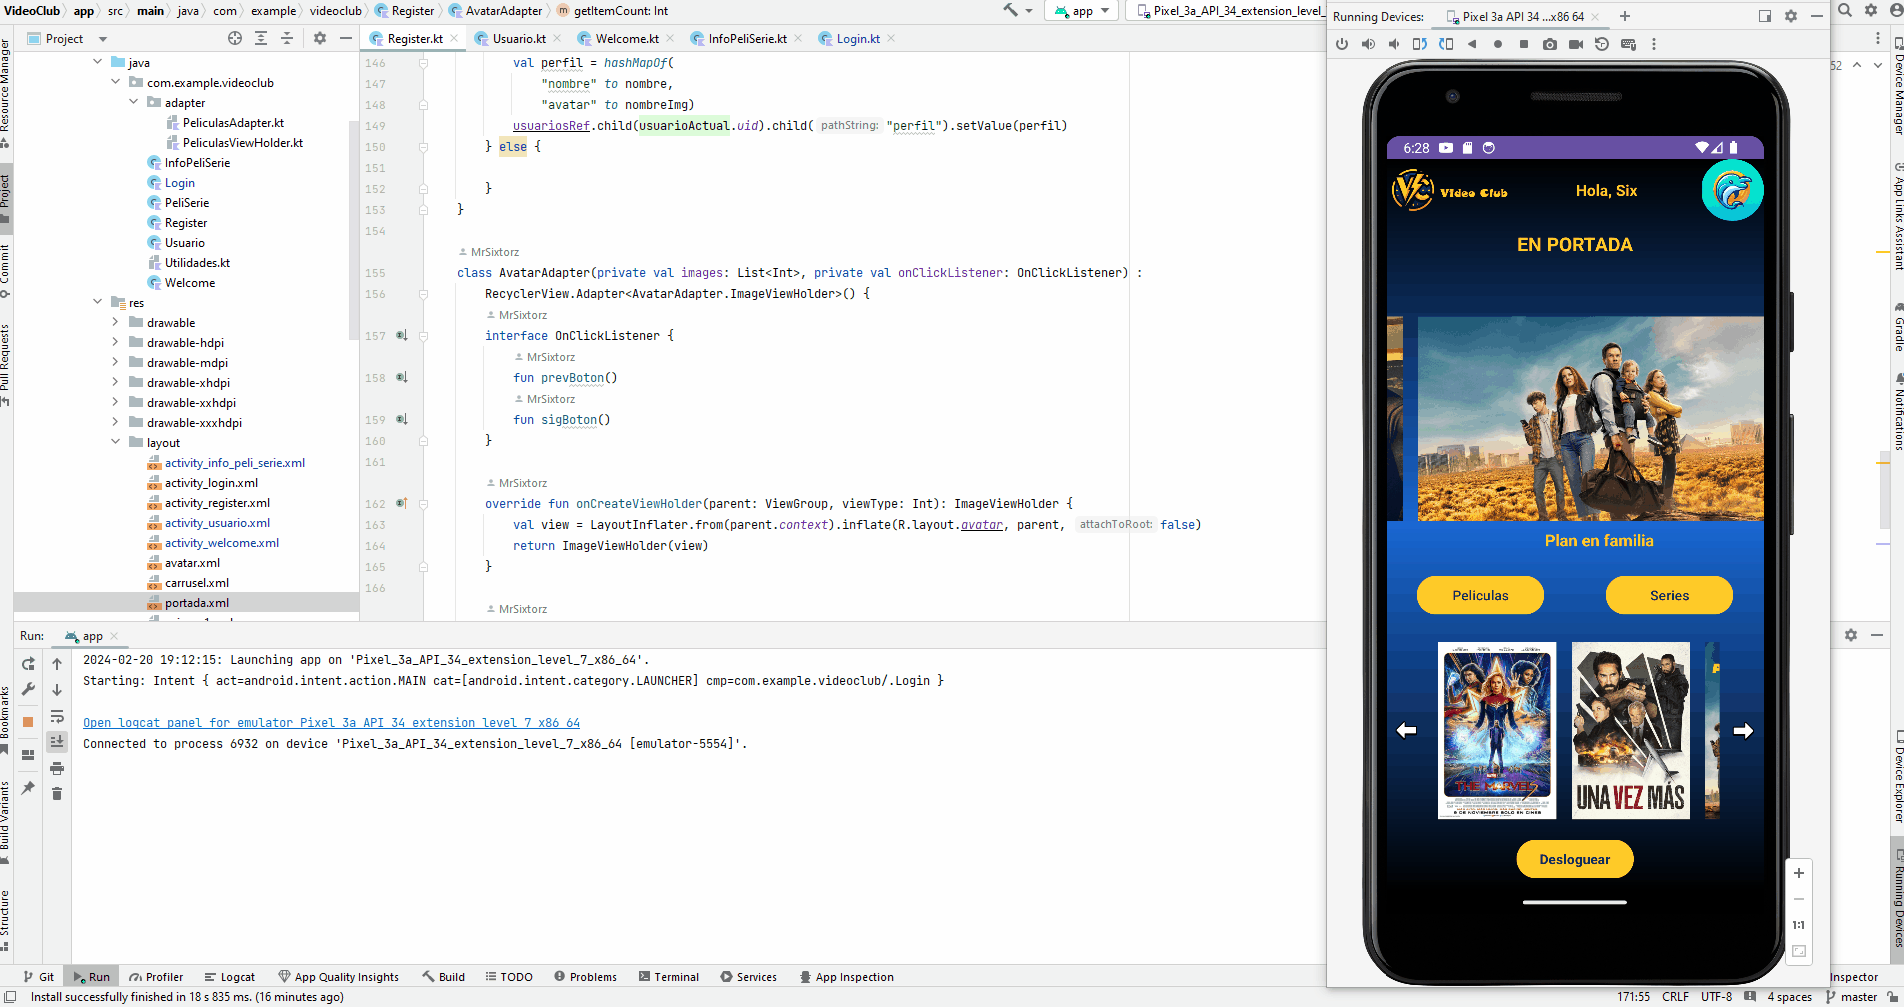 VideoClub app src main java com example videoclub Register AvatarAdapter getItemCount: Int
app
Pixel_3a_API_34_extension_level_
Running Devices:
Pixel 3a API 34 ...x86 64
Project
Register.kt
Usuario.kt
Welcome.kt
InfoPeliSerie.kt
Login.kt
java
com.example.videoclub
adapter
PeliculasAdapter.kt
PeliculasViewHolder.kt
InfoPeliSerie
Login
PeliSerie
Register
Usuario
Utilidades.kt
Welcome
res
drawable
drawable-hdpi
drawable-mdpi
drawable-xhdpi
drawable-xxhdpi
drawable-xxxhdpi
layout
activity_info_peli_serie.xml
activity_login.xml
activity_register.xml
activity_usuario.xml
activity_welcome.xml
avatar.xml
carrusel.xml
portada.xml
146 val perfil = hashMapOf(
147 "nombre" to nombre,
148 "avatar" to nombreImg)
149 usuariosRef.child(usuarioActual.uid).child( pathString: "perfil").setValue(perfil)
150 } else {
151
152 }
153 }
154
MrSixtorz
155 class AvatarAdapter(private val images: List<Int>, private val onClickListener: OnClickListener) :
156 RecyclerView.Adapter<AvatarAdapter.ImageViewHolder>() {
MrSixtorz
157 interface OnClickListener {
MrSixtorz
158 fun prevBoton()
MrSixtorz
159 fun sigBoton()
160 }
161
MrSixtorz
162 override fun onCreateViewHolder(parent: ViewGroup, viewType: Int): ImageViewHolder {
163 val view = LayoutInflater.from(parent.context).inflate(R.layout.avatar, parent, attachToRoot: false)
164 return ImageViewHolder(view)
165 }
166
MrSixtorz
52
6:28
Video Club
Hola, Six
EN PORTADA
Plan en familia
Peliculas
Series
THE MARVELS
UNA VEZ MÁS
Desloguear
1:1
Run: app
2024-02-20 19:12:15: Launching app on 'Pixel_3a_API_34_extension_level_7_x86_64'.
Starting: Intent { act=android.intent.action.MAIN cat=[android.intent.category.LAUNCHER] cmp=com.example.videoclub/.Login }
Open logcat panel for emulator Pixel 3a API 34 extension level 7 x86 64
Connected to process 6932 on device 'Pixel_3a_API_34_extension_level_7_x86_64 [emulator-5554]'.
Resource Manager
Project
Commit
Pull Requests
Bookmarks
Build Variants
Structure
Device Manager
App Links Assistant
Gradle
Notifications
Device Explorer
Running Devices
Git
Run
Profiler
Logcat
App Quality Insights
Build
TODO
Problems
Terminal
Services
App Inspection
Inspector
Install successfully finished in 18 s 835 ms. (16 minutes ago)
171:55 CRLF UTF-8 4 spaces master